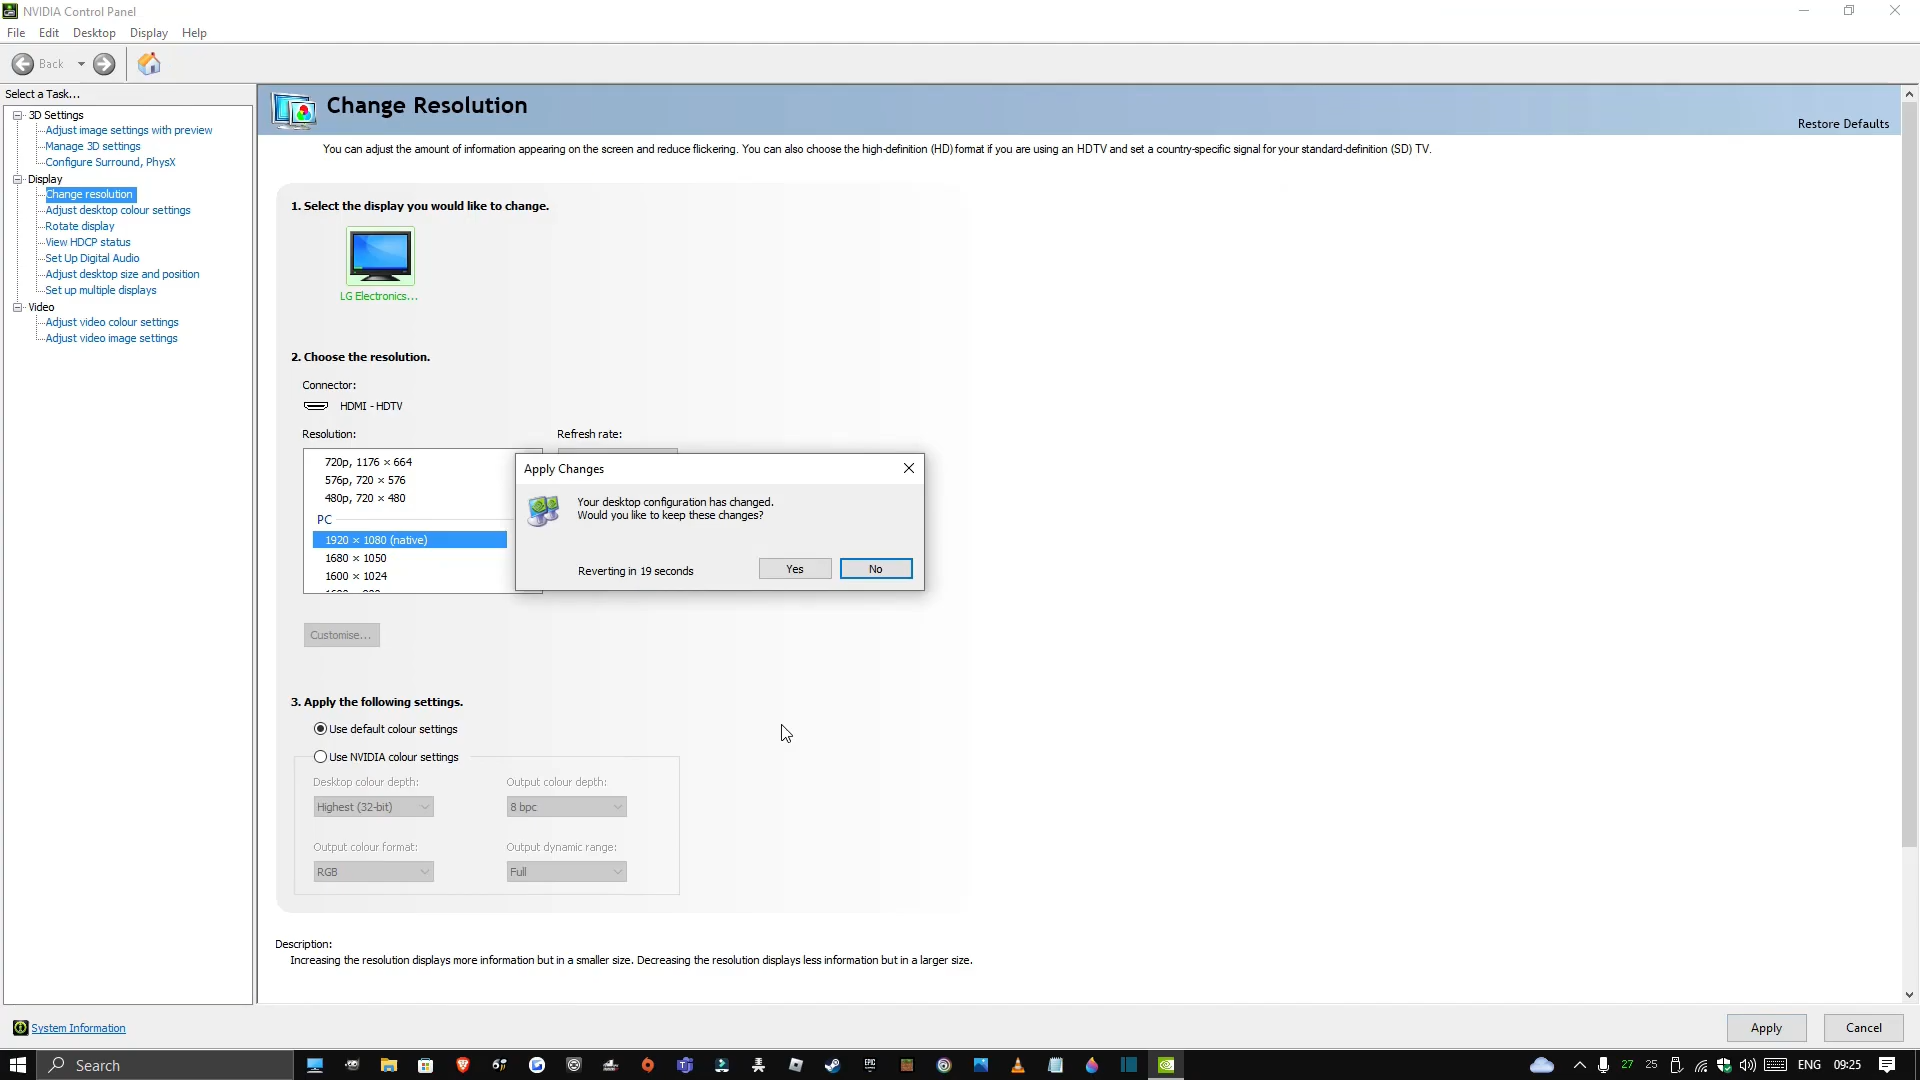 NVIDIA Control Panel
File Edit Desktop Display Help
Back
Select a Task...
3D Settings
Adjust image settings with preview
Manage 3D settings
Configure Surround, PhysX
Display
Change resolution
Adjust desktop colour settings
Rotate display
View HDCP status
Set Up Digital Audio
Adjust desktop size and position
Set up multiple displays
Video
Adjust video colour settings
Adjust video image settings
Change Resolution
Restore Defaults
You can adjust the amount of information appearing on the screen and reduce flickering. You can also choose the high-definition (HD) format if you are using an HDTV and set a country-specific signal for your standard-definition (SD) TV.
1. Select the display you would like to change.
LG Electronics...
2. Choose the resolution.
Connector:
HDMI - HDTV
Resolution:
Refresh rate:
720p, 1176 × 664
576p, 720 × 576
480p, 720 × 480
PC
1920 × 1080 (native)
1680 × 1050
1600 × 1024
Apply Changes
Your desktop configuration has changed.
Would you like to keep these changes?
Reverting in 19 seconds
Yes
No
Customise...
3. Apply the following settings.
Use default colour settings
Use NVIDIA colour settings
Desktop colour depth:
Output colour depth:
Highest (32-bit)
8 bpc
Output colour format:
Output dynamic range:
RGB
Full
Description:
Increasing the resolution displays more information but in a smaller size. Decreasing the resolution displays less information but in a larger size.
System Information
Apply
Cancel
Search
EPIC
27 25 ENG 09:25